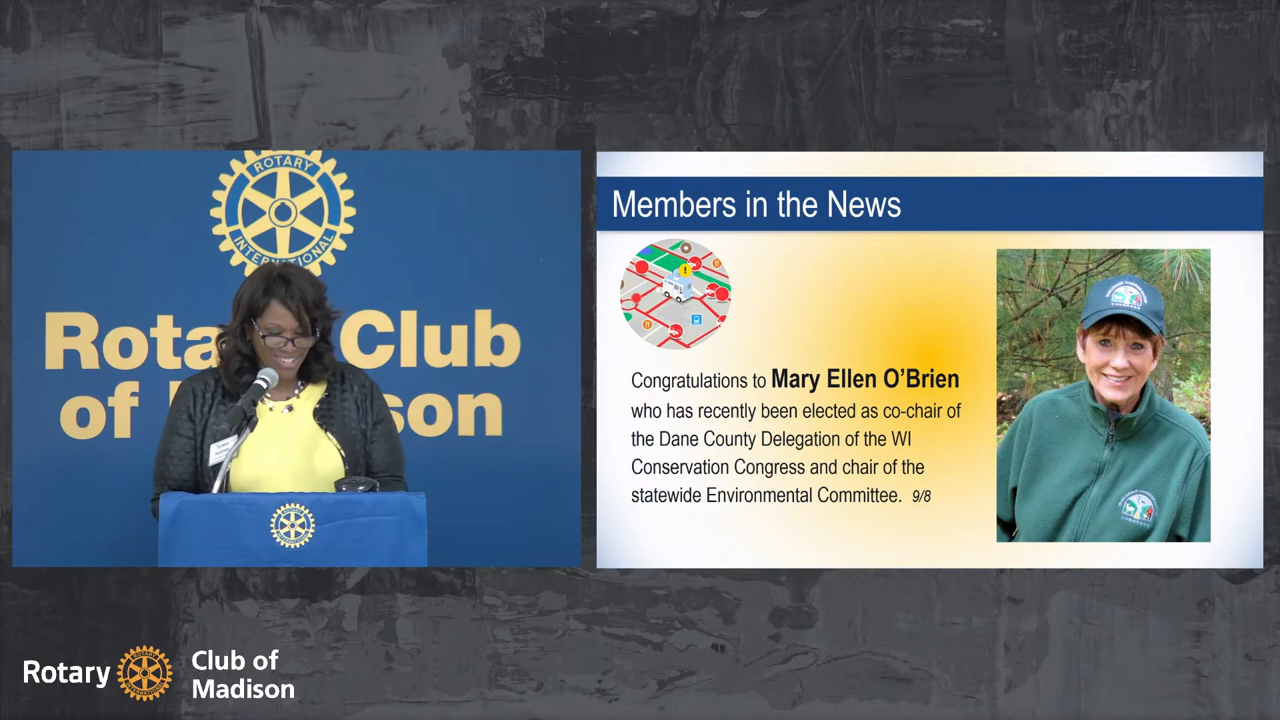 ROTARY
INTERNATIONAL
Rota Club
of M son
Members in the News
Congratulations to Mary Ellen O'Brien
who has recently been elected as co-chair of
the Dane County Delegation of the WI
Conservation Congress and chair of the
statewide Environmental Committee. 9/8
CONGRESS
Rotary
Club of
Madison